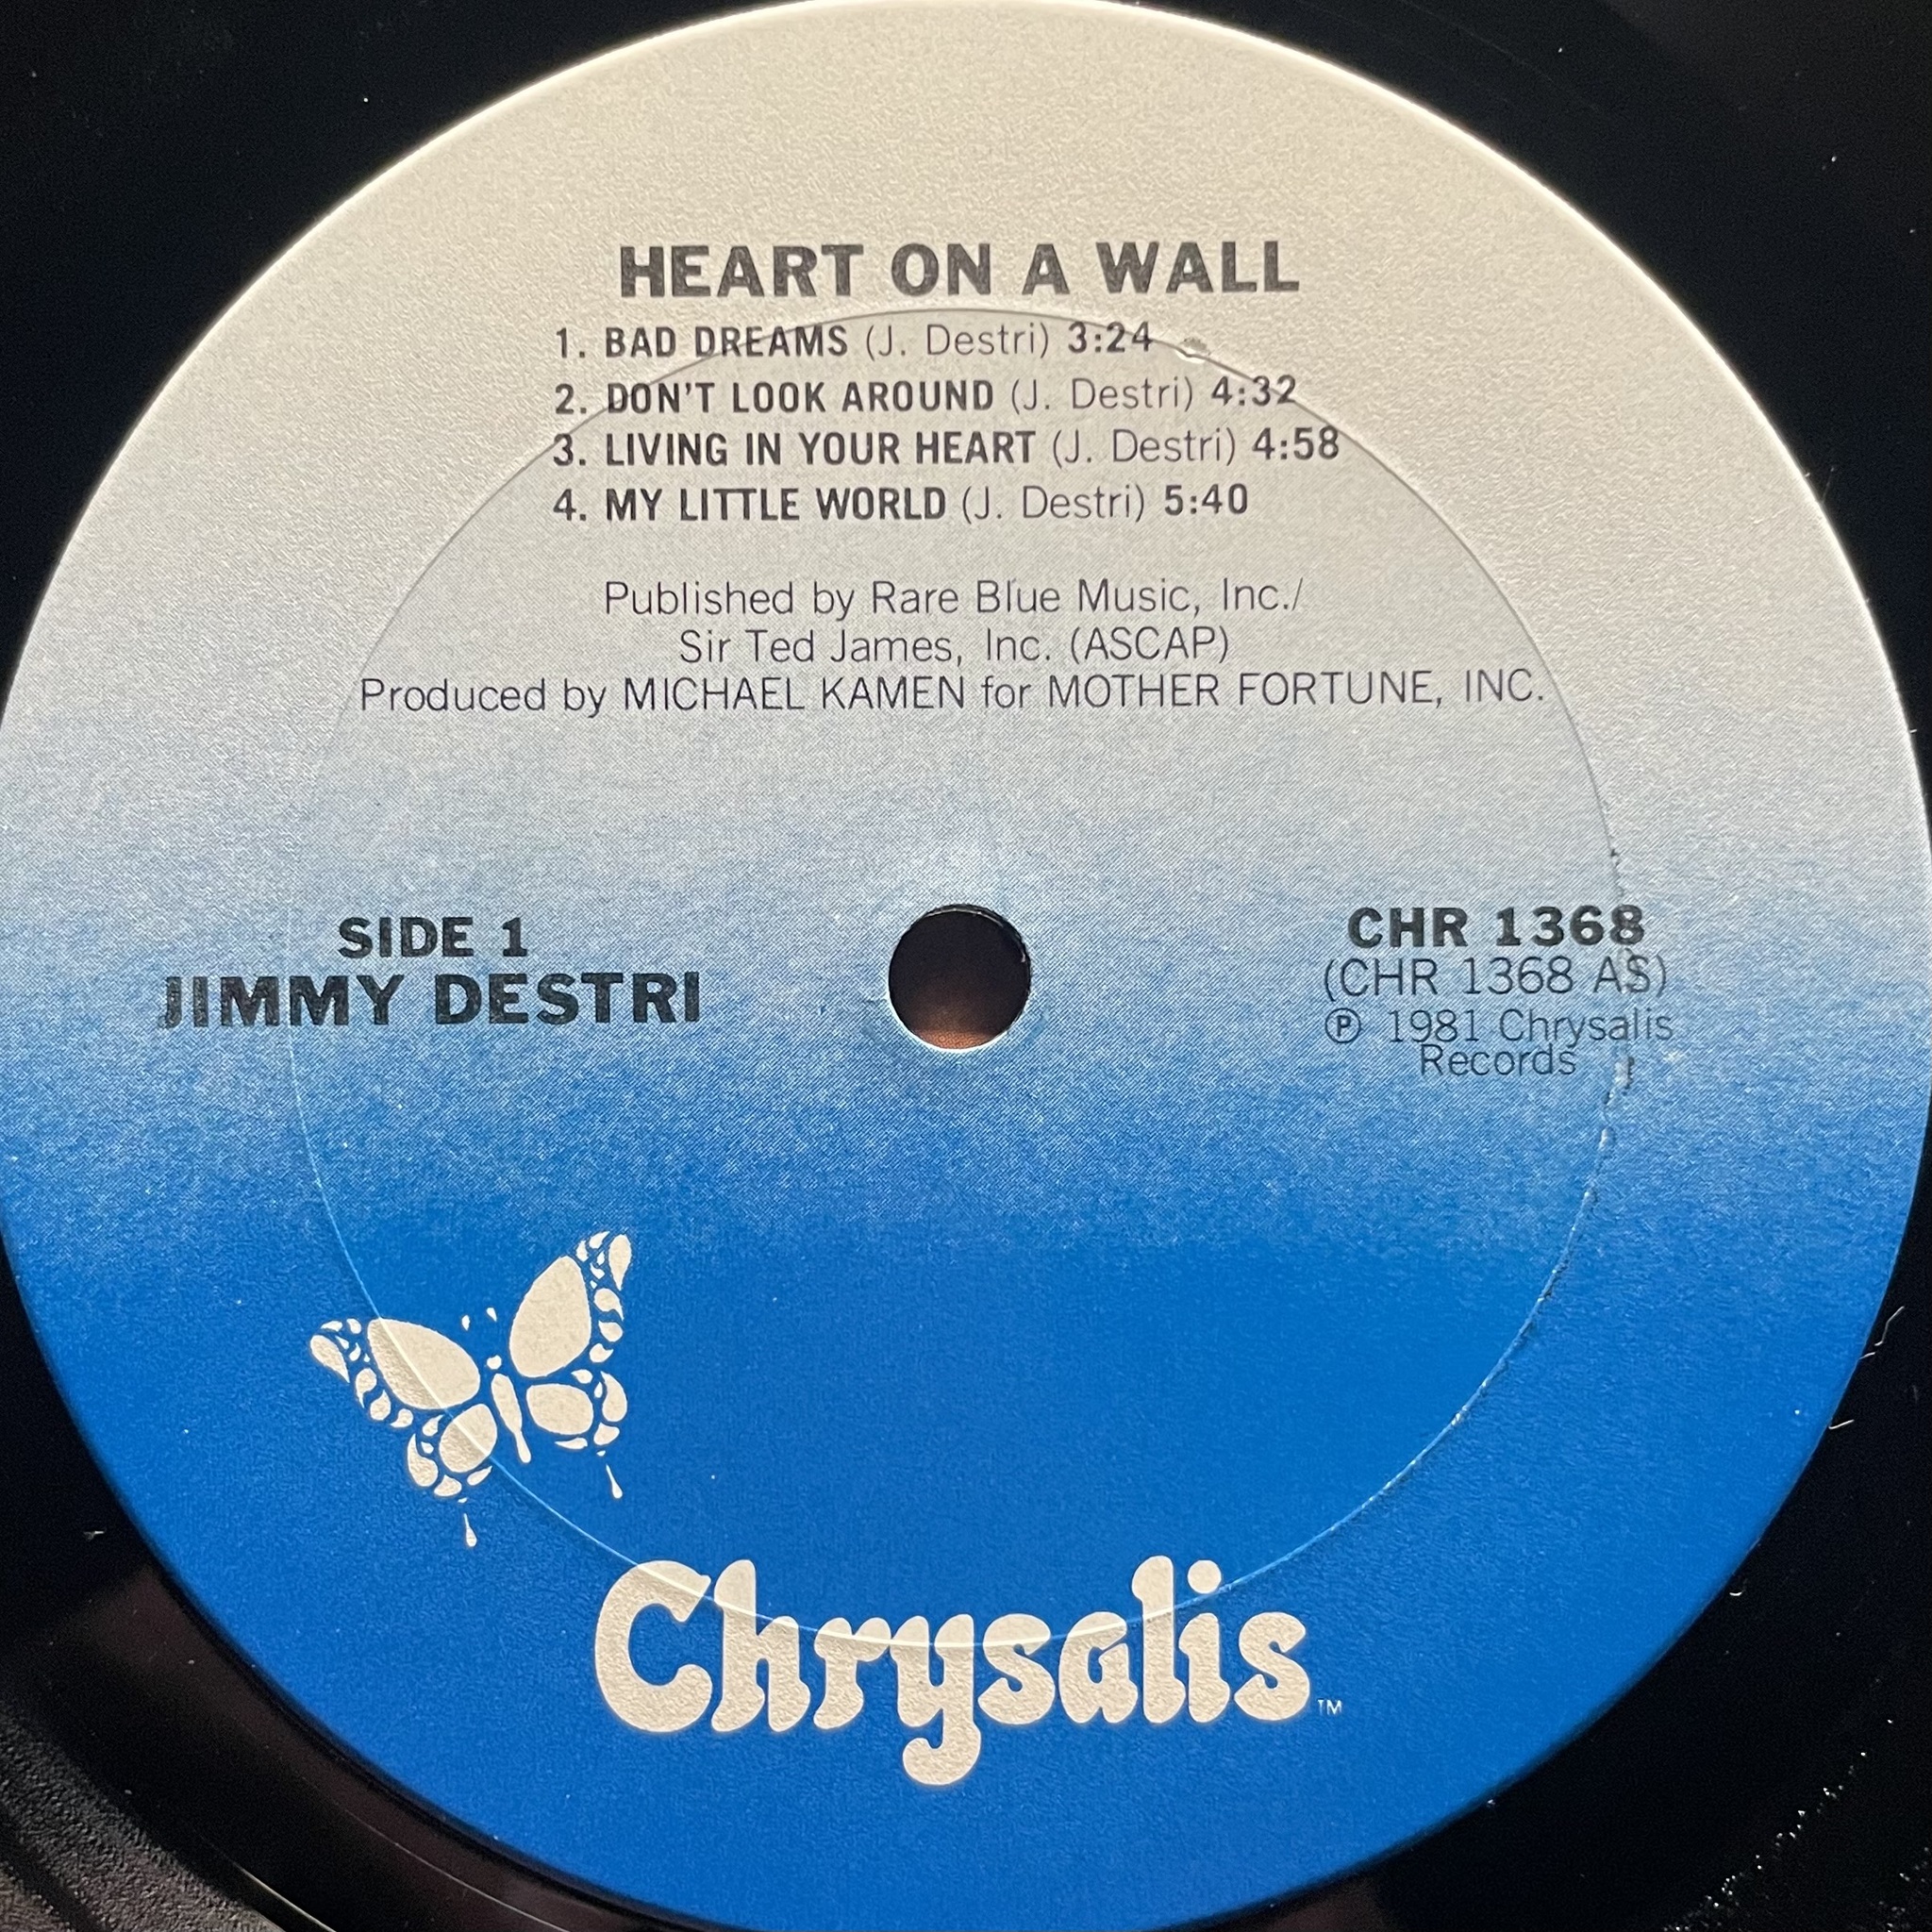 HEART ON A WALL
1. BAD DREAMS (J. Destri) 3:24
2. DON'T LOOK AROUND (J. Destri) 4:32
3. LIVING IN YOUR HEART (J. Destri) 4:58
4. MY LITTLE WORLD (J. Destri) 5:40
Published by Rare Blue Music, Inc./
Sir Ted James, Inc. (ASCAP)
Produced by MICHAEL KAMEN for MOTHER FORTUNE, INC.
SIDE 1
JIMMY DESTRI
CHR 1368
(CHR 1368 AS)
℗ 1981 Chrysalis
Records
Chrysalis™